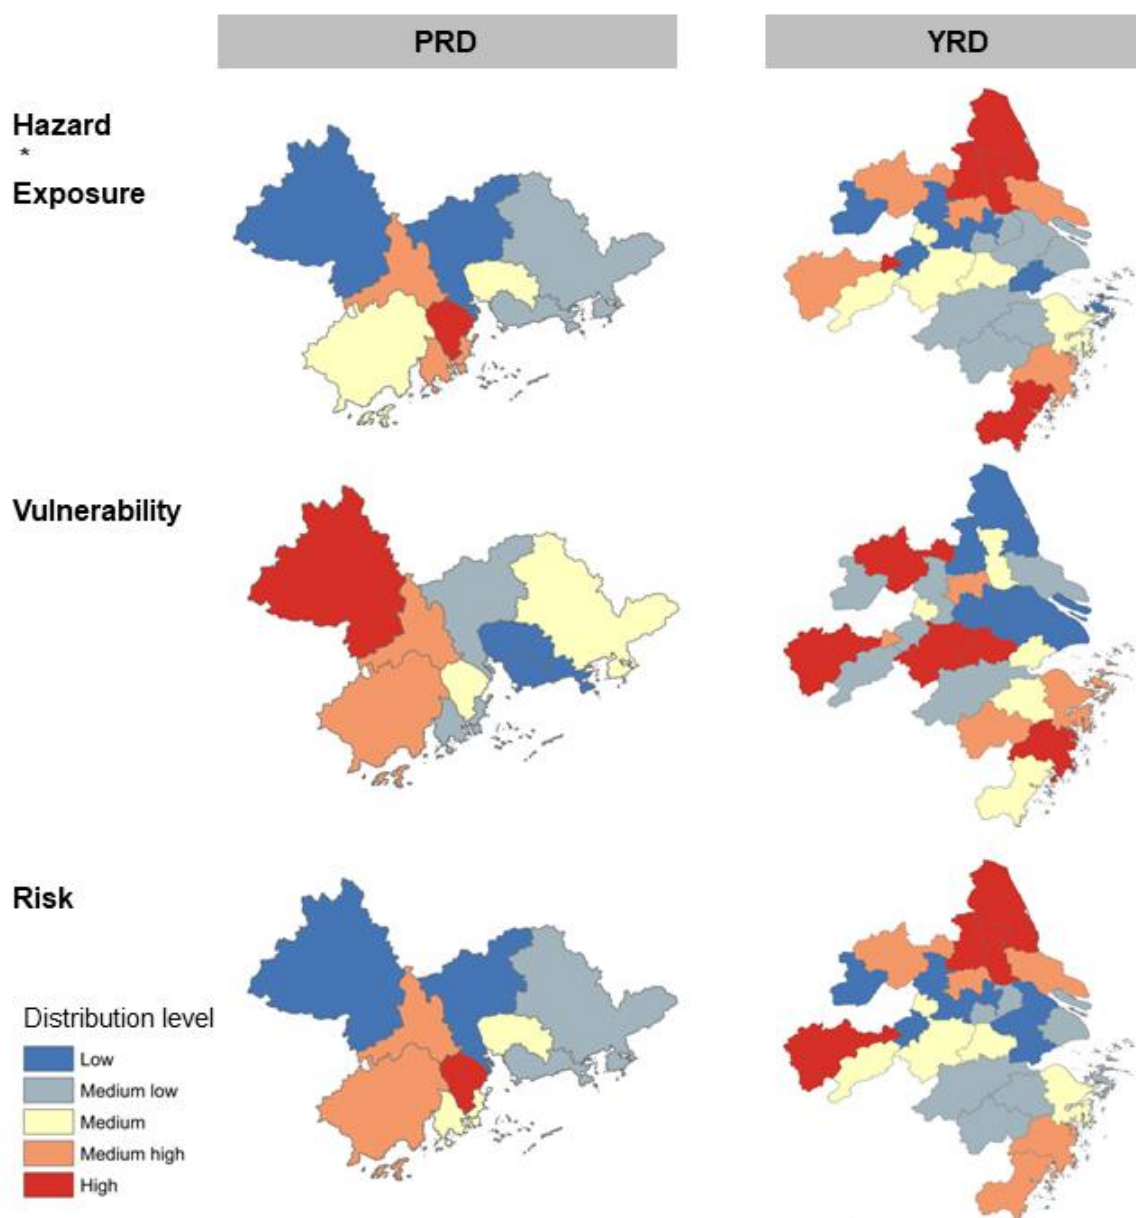 PRD
YRD
Hazard
*
Exposure
Vulnerability
Risk
Distribution level
Low
Medium low
Medium
Medium high
High